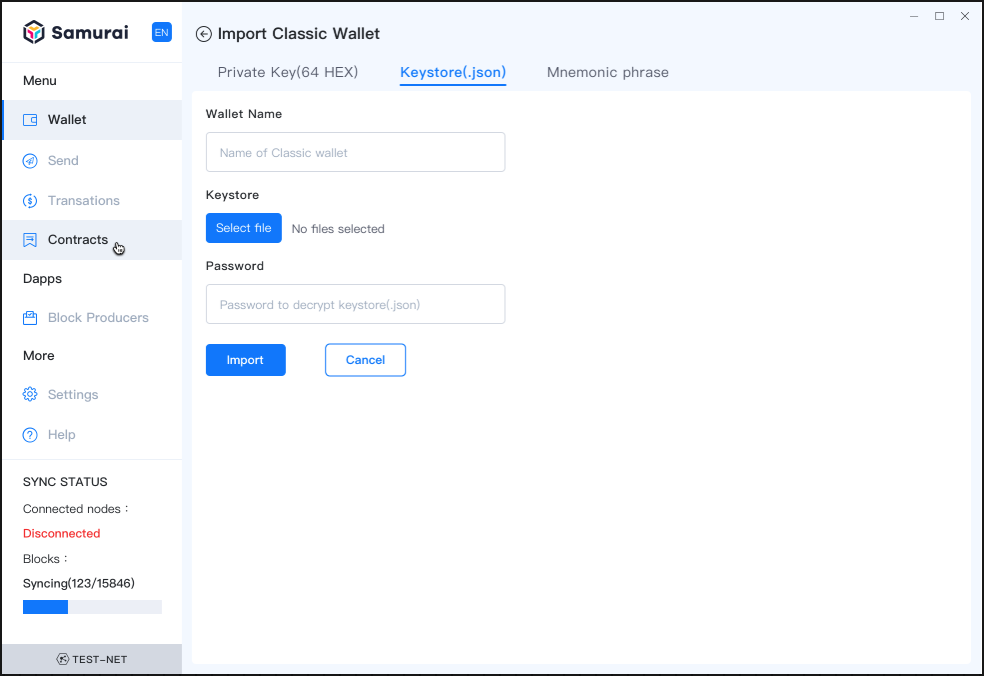 Samurai
EN
Menu
Wallet
Send
Transations
Contracts
Dapps
Block Producers
More
Settings
Help
SYNC STATUS
Connected nodes :
Disconnected
Blocks :
Syncing(123/15846)
TEST-NET
Import Classic Wallet
Private Key(64 HEX) Keystore(.json) Mnemonic phrase
Wallet Name
Name of Classic wallet
Keystore
Select file No files selected
Password
Password to decrypt keystore(.json)
Import Cancel